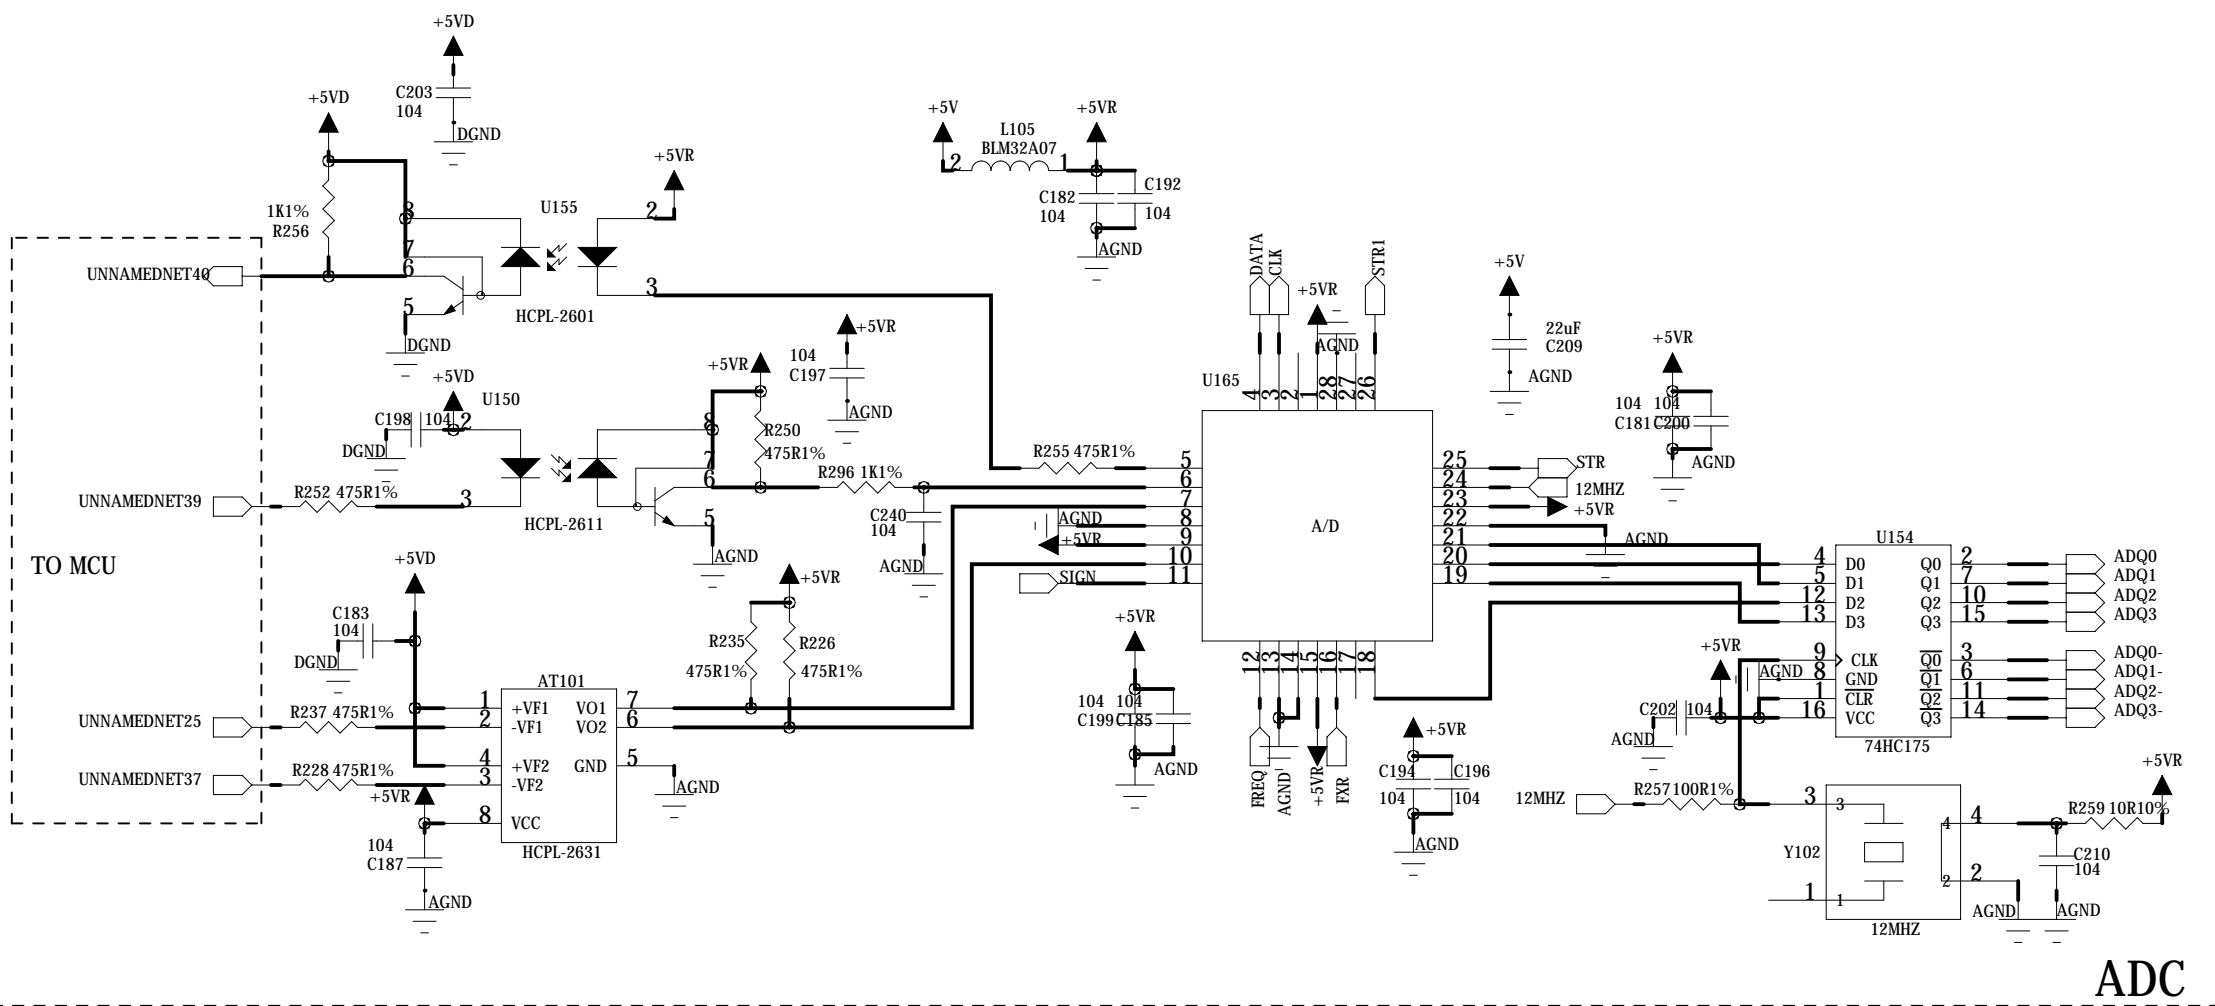 +5VD
C203
104
DGND
+5VD
1K1%
R256
8
7
6
5
DGND
U155
HCPL-2601
+5VR
2
3
UNNAMEDNET40
+5V
2
L105
BLM32A07
1
+5VR
C182
104
C192
104
AGND
+5VD
U150
C198
104
2
DGND
UNNAMEDNET39
R252 475R1%
3
HCPL-2611
+5VR
8
7
6
5
R250
475R1%
AGND
104
C197
+5VR
AGND
R296 1K1%
C240
104
AGND
R255 475R1%
TO MCU
+5VD
C183
104
DGND
UNNAMEDNET25
R237 475R1%
UNNAMEDNET37
R228 475R1%
+5VR
104
C187
AGND
AT101
1
+VF1
2
-VF1
4
+VF2
3
-VF2
8
VCC
VO1
7
VO2
6
GND
5
HCPL-2631
AGND
R235
475R1%
R226
475R1%
+5VR
DATA
CLK
+5VR
AGND
STR1
U165
4
3
2
1
28
27
26
5
6
7
8
9
10
11
AGND
+5VR
SIGN
A/D
25
24
23
22
21
20
19
STR
12MHZ
+5VR
AGND
12
13
14
15
16
17
18
FREQ
AGND
+5VR
FXR
+5VR
104
104
C199
C185
AGND
+5VR
C194
104
C196
104
AGND
+5V
22uF
C209
AGND
+5VR
104
104
C181
C200
AGND
U154
4
D0
5
D1
12
D2
13
D3
9
CLK
8
GND
1
CLR
16
VCC
Q0
2
Q1
7
Q2
10
Q3
15
Q0
3
Q1
6
Q2
11
Q3
14
74HC175
ADQ0
ADQ1
ADQ2
ADQ3
ADQ0-
ADQ1-
ADQ2-
ADQ3-
+5VR
AGND
C202
104
AGND
12MHZ
R257 100R1%
3
3
Y102
1
1
4
4
2
2
12MHZ
R259 10R10%
+5VR
C210
104
AGND
AGND
ADC